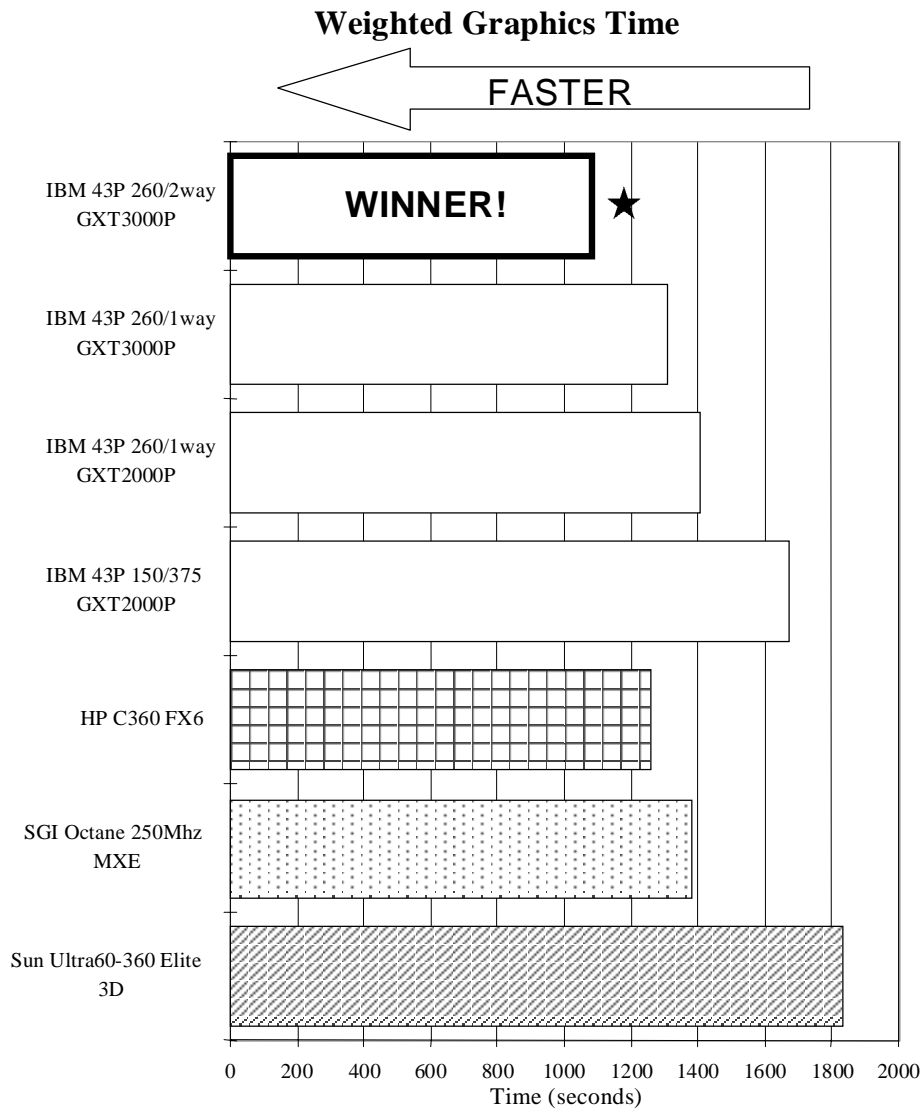 Weighted Graphics Time
FASTER
IBM 43P 260/2way
GXT3000P
WINNER!
IBM 43P 260/1way
GXT3000P
IBM 43P 260/1way
GXT2000P
IBM 43P 150/375
GXT2000P
HP C360 FX6
SGI Octane 250Mhz
MXE
Sun Ultra60-360 Elite
3D
0 200 400 600 800 1000 1200 1400 1600 1800 2000
Time (seconds)